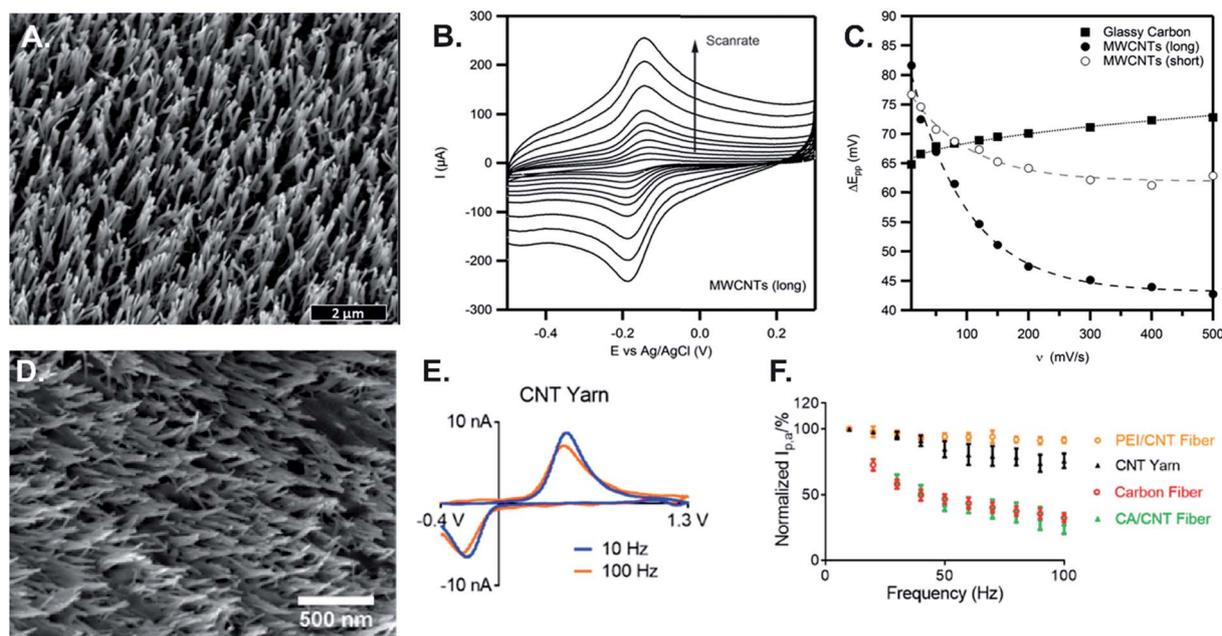 A.
2 µm
B.
300
200
100
0
-100
-200
-300
I (µA)
Scanrate
MWCNTs (long)
-0.4
-0.2
0.0
0.2
E vs Ag/AgCl (V)
C.
90
85
80
75
70
65
60
55
50
45
40
ΔEpp (mV)
Glassy Carbon
MWCNTs (long)
MWCNTs (short)
100
200
300
400
500
ν (mV/s)
D.
500 nm
E.
CNT Yarn
10 nA
-0.4 V
1.3 V
-10 nA
10 Hz
100 Hz
F.
120
100
50
0
Normalized Ip,a/%
0
50
100
Frequency (Hz)
PEI/CNT Fiber
CNT Yarn
Carbon Fiber
CA/CNT Fiber